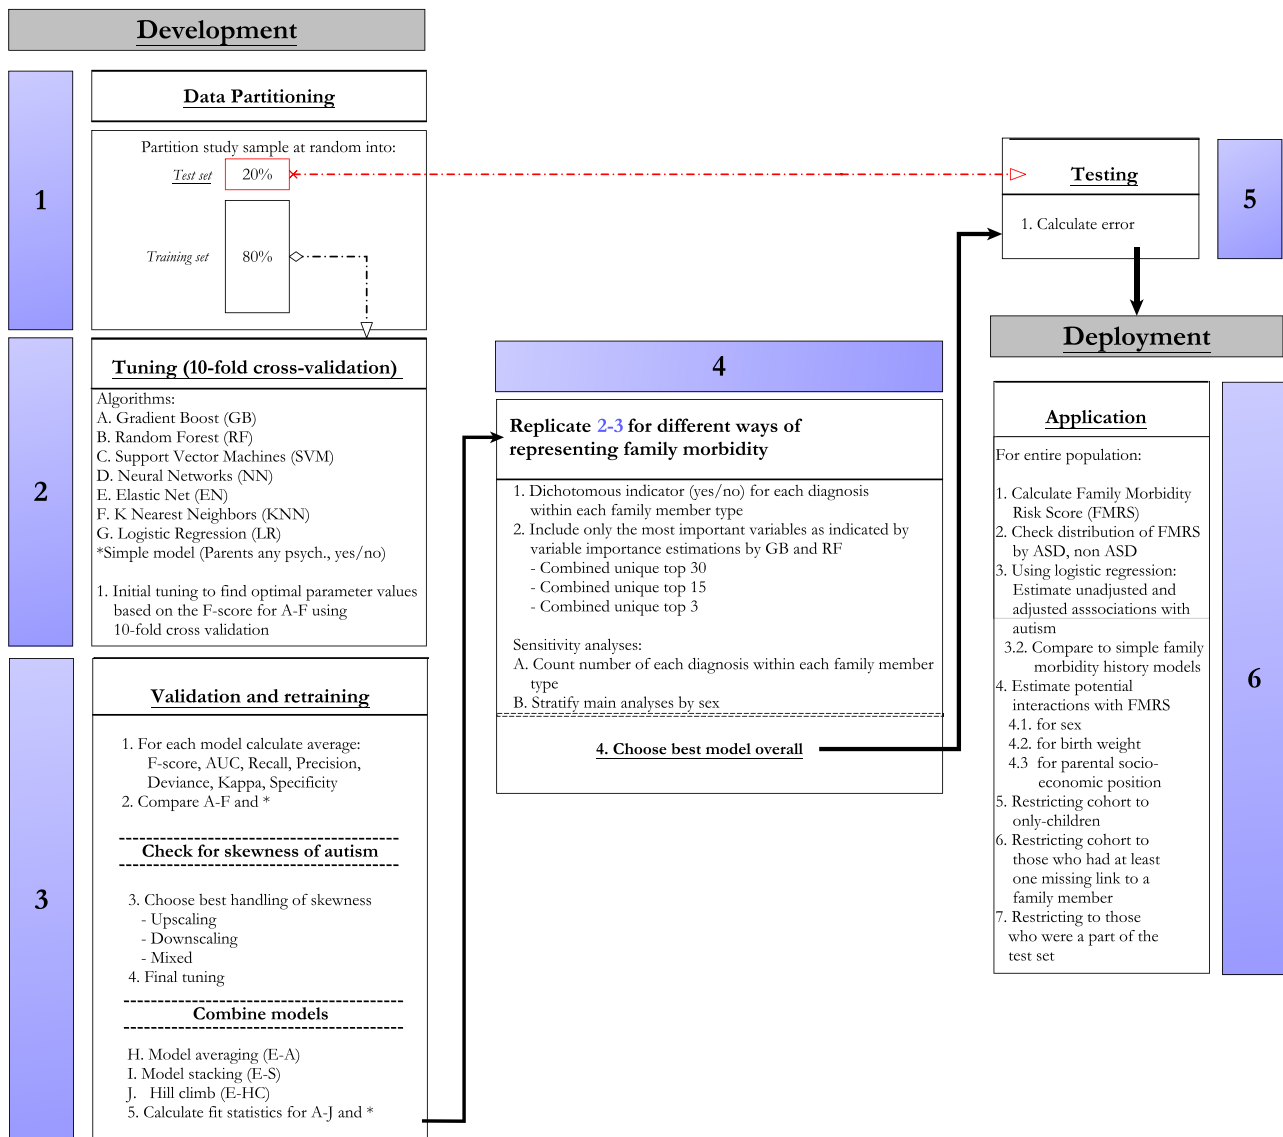 Development
1
Data Partitioning
Partition study sample at random into:
Test set 20%
Training set 80%
2
Tuning (10-fold cross-validation)
Algorithms:
A. Gradient Boost (GB)
B. Random Forest (RF)
C. Support Vector Machines (SVM)
D. Neural Networks (NN)
E. Elastic Net (EN)
F. K Nearest Neighbors (KNN)
G. Logistic Regression (LR)
*Simple model (Parents any psych., yes/no)
1. Initial tuning to find optimal parameter values
based on the F-score for A-F using
10-fold cross validation
3
Validation and retraining
1. For each model calculate average:
F-score, AUC, Recall, Precision,
Deviance, Kappa, Specificity
2. Compare A-F and *
Check for skewness of autism
3. Choose best handling of skewness
- Upscaling
- Downscaling
- Mixed
4. Final tuning
Combine models
H. Model averaging (E-A)
I. Model stacking (E-S)
J. Hill climb (E-HC)
5. Calculate fit statistics for A-J and *
4
Replicate 2-3 for different ways of
representing family morbidity
1. Dichotomous indicator (yes/no) for each diagnosis
within each family member type
2. Include only the most important variables as indicated by
variable importance estimations by GB and RF
- Combined unique top 30
- Combined unique top 15
- Combined unique top 3
Sensitivity analyses:
A. Count number of each diagnosis within each family member
type
B. Stratify main analyses by sex
4. Choose best model overall
5
Testing
1. Calculate error
Deployment
6
Application
For entire population:
1. Calculate Family Morbidity
Risk Score (FMRS)
2. Check distribution of FMRS
by ASD, non ASD
3. Using logistic regression:
Estimate unadjusted and
adjusted asssociations with
autism
3.2. Compare to simple family
morbidity history models
4. Estimate potential
interactions with FMRS
4.1. for sex
4.2. for birth weight
4.3 for parental socio-
economic position
5. Restricting cohort to
only-children
6. Restricting cohort to
those who had at least
one missing link to a
family member
7. Restricting to those
who were a part of the
test set